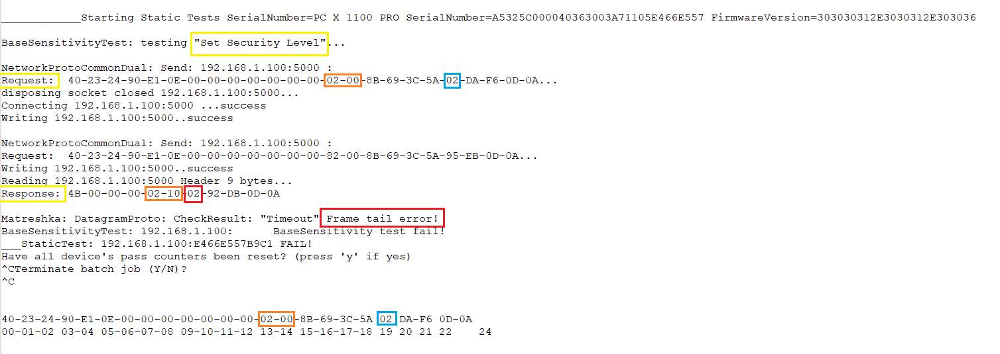 ____________Starting Static Tests SerialNumber=PC X 1100 PRO SerialNumber=A5325C000040363003A71105E466E557 FirmwareVersion=303030312E3030312E303036
BaseSensitivityTest: testing "Set Security Level"...
NetworkProtoCommonDual: Send: 192.168.1.100:5000 :
Request:  40-23-24-90-E1-0E-00-00-00-00-00-00-00-02-00-8B-69-3C-5A-02-DA-F6-0D-0A...
disposing socket closed 192.168.1.100:5000...
Connecting 192.168.1.100:5000 ...success
Writing 192.168.1.100:5000..success
NetworkProtoCommonDual: Send: 192.168.1.100:5000 :
Request:  40-23-24-90-E1-0E-00-00-00-00-00-00-00-82-00-8B-69-3C-5A-95-EB-0D-0A...
Writing 192.168.1.100:5000..success
Reading 192.168.1.100:5000 Header 9 bytes...
Response: 4B-00-00-00-02-10-02-92-DB-0D-0A
Matreshka: DatagramProto: CheckResult: "Timeout" Frame tail error!
BaseSensitivityTest: 192.168.1.100:      BaseSensitivity test fail!
___StaticTest: 192.168.1.100:E466E557B9C1 FAIL!
Have all device's pass counters been reset? (press 'y' if yes)
^CTerminate batch job (Y/N)?
^C
40-23-24-90-E1-0E-00-00-00-00-00-00-00-02-00-8B-69-3C-5A 02 DA-F6 0D-0A
00-01-02 03-04 05-06-07-08 09-10-11-12 13-14 15-16-17-18 19 20 21 22    24